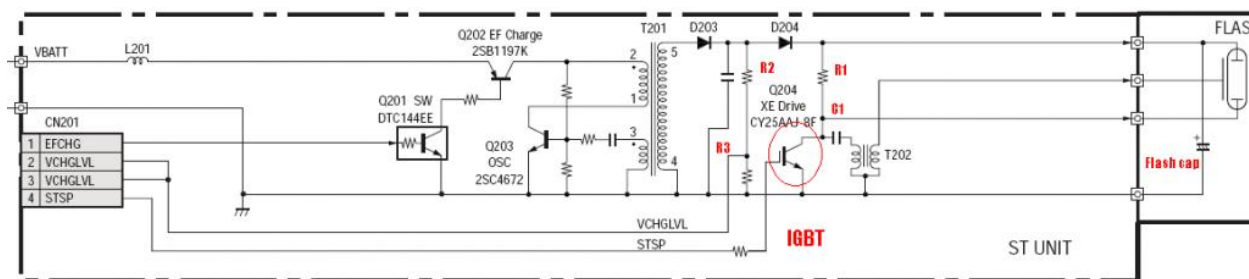 VBATT
L201
Q202 EF Charge
2SB1197K
T201
D203
D204
FLAS
Q201 SW
DTC144EE
2
5
1
3
4
R2
R1
Q204
XE Drive
CY25AAJ-8F
C1
CN201
1 EFCHG
2 VCHGLVL
3 VCHGLVL
4 STSP
Q203
OSC
2SC4672
R3
T202
+
Flash cap
VCHGLVL
STSP
IGBT
ST UNIT